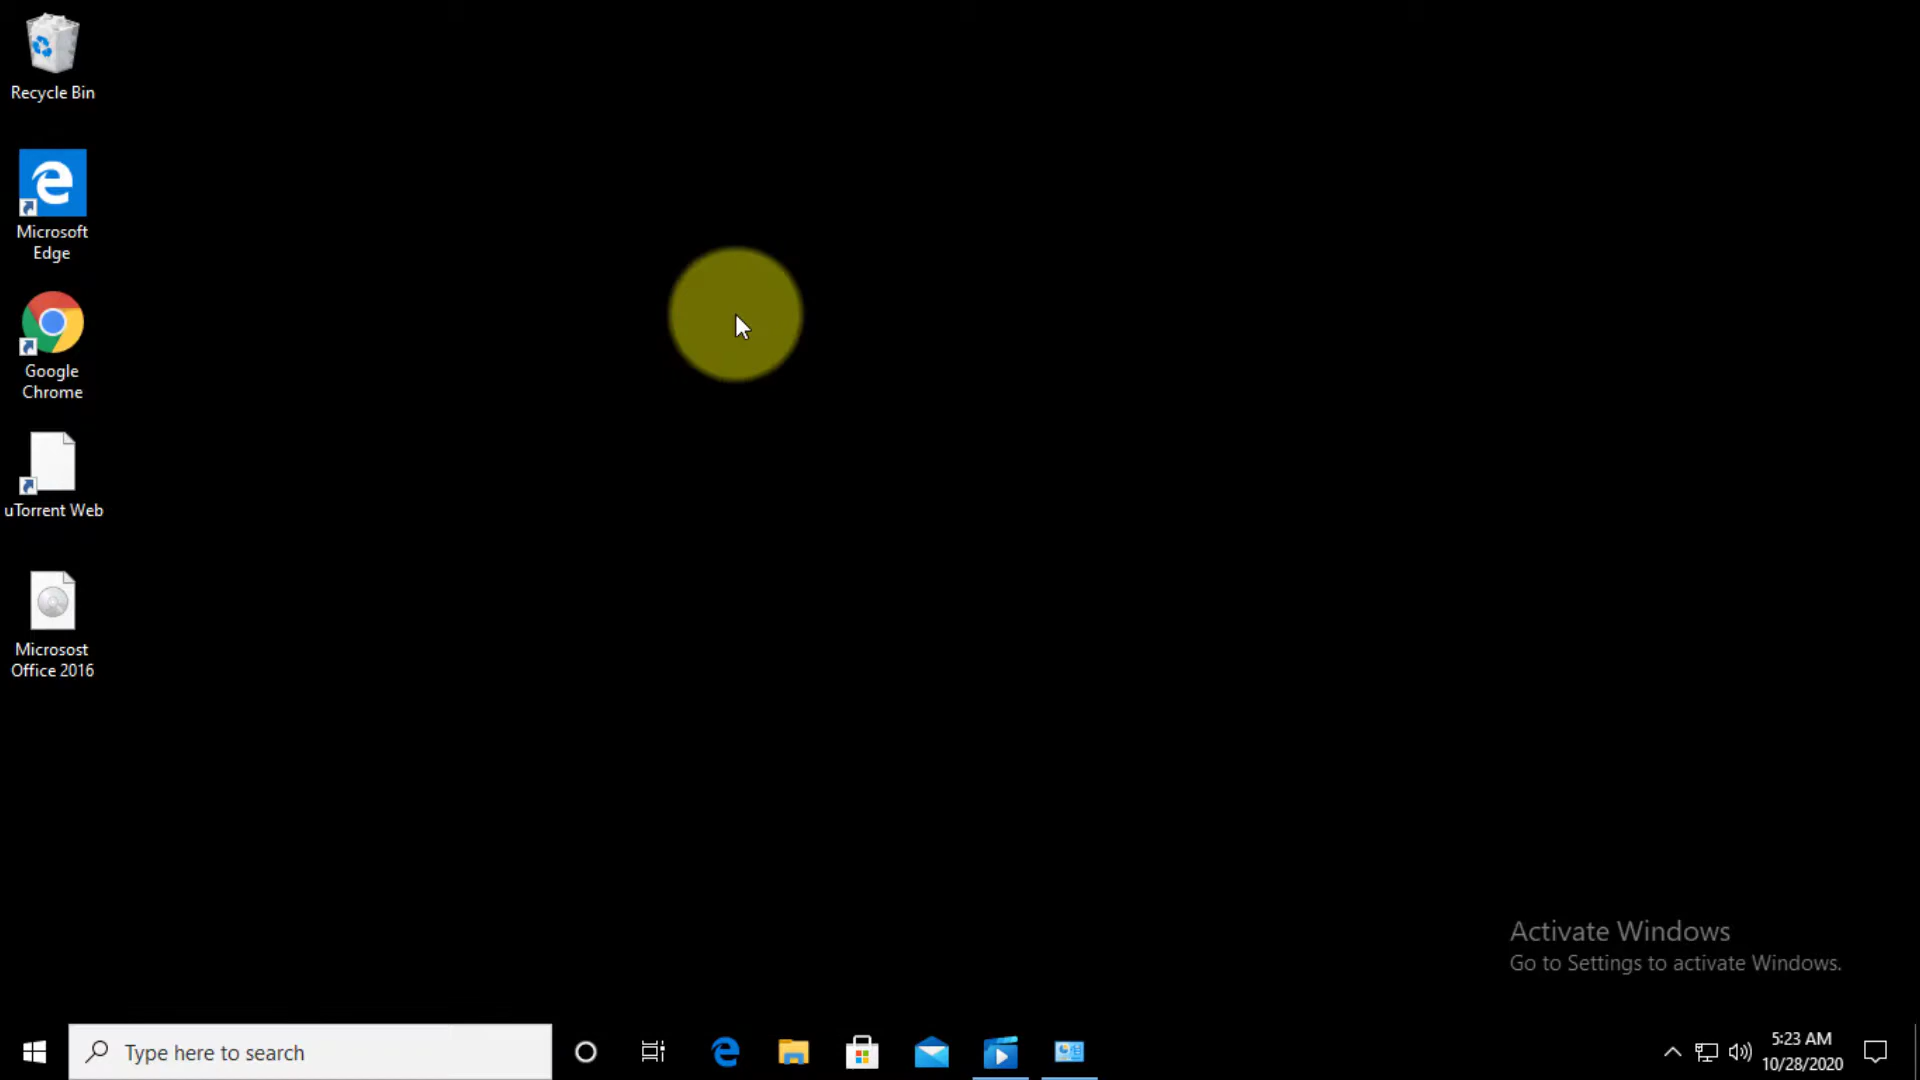 Recycle Bin
Microsoft
Edge
Google
Chrome
uTorrent Web
Microsost
Office 2016
Activate Windows
Go to Settings to activate Windows.
Type here to search
5:23 AM
10/28/2020